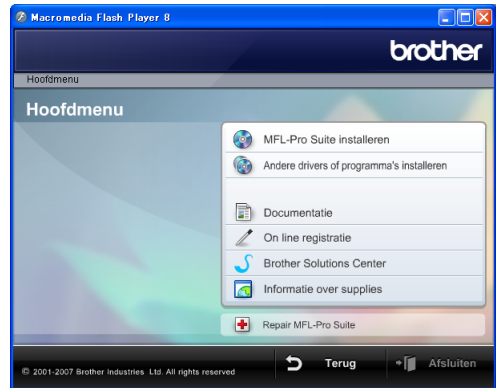 Macromedia Flash Player 8
brother
Hoofdmenu
Hoofdmenu
MFL-Pro Suite installeren
Andere drivers of programma's installeren
Documentatie
On line registratie
Brother Solutions Center
Informatie over supplies
Repair MFL-Pro Suite
© 2001-2007 Brother Industries Ltd. All rights reserved
Terug
Afsluiten